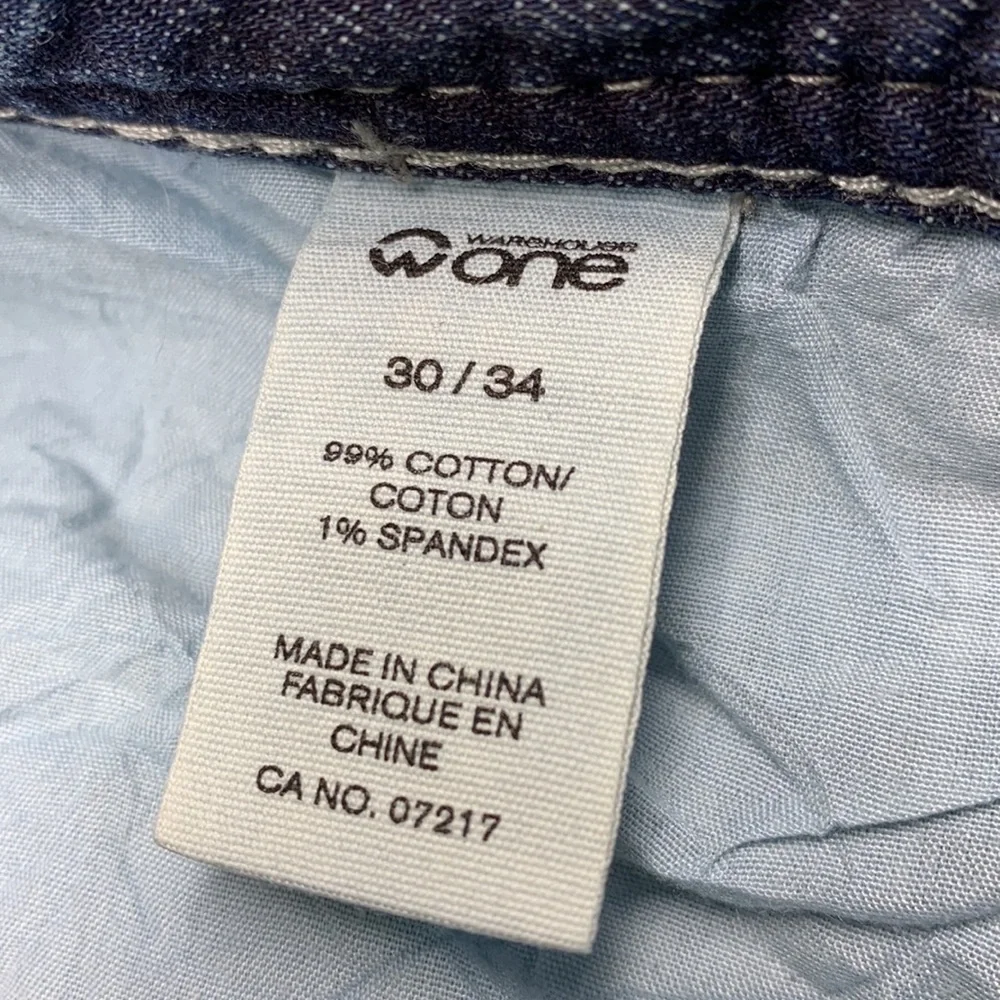 WAREHOUSE
one
30 / 34
99% COTTON/
COTON
1% SPANDEX
MADE IN CHINA
FABRIQUE EN
CHINE
CA NO. 07217